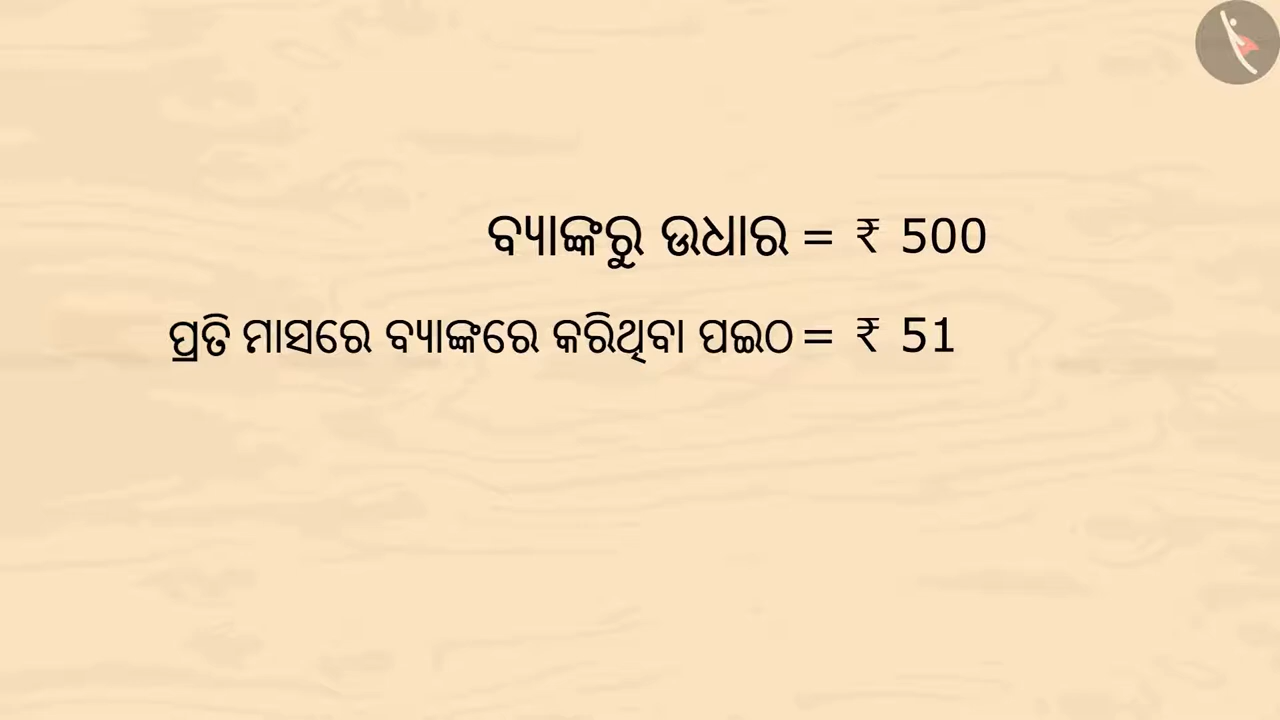 ବ୍ୟାଙ୍କରୁ ଉଧାର = ₹ 500
ପ୍ରତି ମାସରେ ବ୍ୟାଙ୍କରେ କରିଥିବା ପଇଠ = ₹ 51